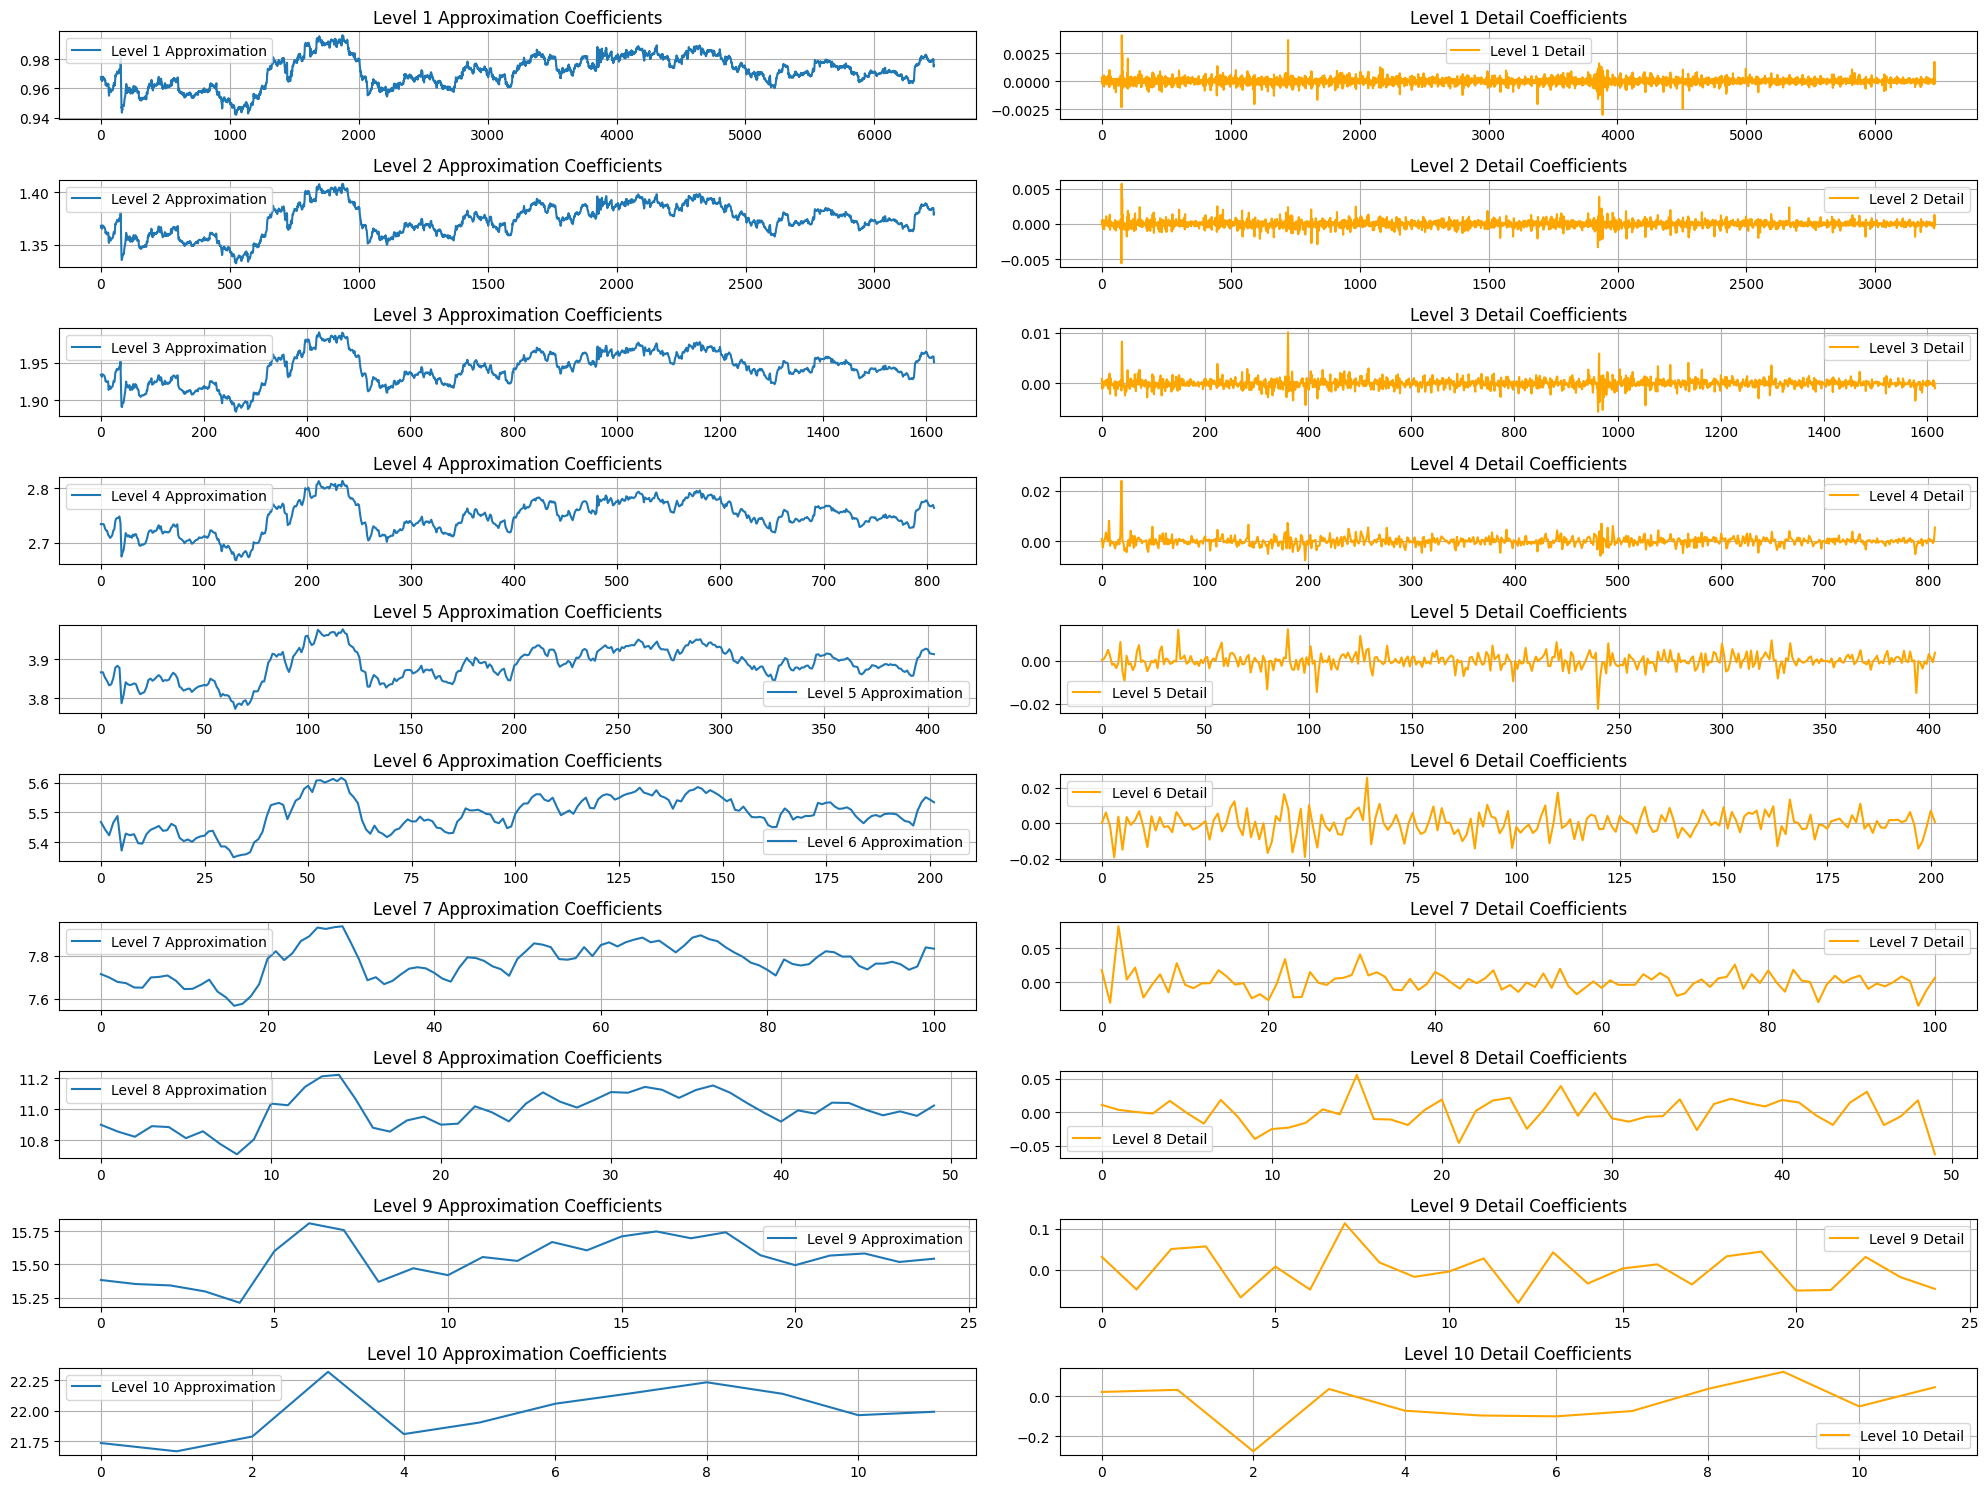 Level 1 Approximation Coefficients
Level 1 Approximation
0.98
0.96
0.94
0 1000 2000 3000 4000 5000 6000
Level 1 Detail Coefficients
Level 1 Detail
0.0025
0.0000
−0.0025
0 1000 2000 3000 4000 5000 6000
Level 2 Approximation Coefficients
Level 2 Approximation
1.40
1.35
0 500 1000 1500 2000 2500 3000
Level 2 Detail Coefficients
Level 2 Detail
0.005
0.000
−0.005
0 500 1000 1500 2000 2500 3000
Level 3 Approximation Coefficients
Level 3 Approximation
1.95
1.90
0 200 400 600 800 1000 1200 1400 1600
Level 3 Detail Coefficients
Level 3 Detail
0.01
0.00
0 200 400 600 800 1000 1200 1400 1600
Level 4 Approximation Coefficients
Level 4 Approximation
2.8
2.7
0 100 200 300 400 500 600 700 800
Level 4 Detail Coefficients
Level 4 Detail
0.02
0.00
0 100 200 300 400 500 600 700 800
Level 5 Approximation Coefficients
3.9
3.8
Level 5 Approximation
0 50 100 150 200 250 300 350 400
Level 5 Detail Coefficients
0.00
−0.02
Level 5 Detail
0 50 100 150 200 250 300 350 400
Level 6 Approximation Coefficients
5.6
5.5
5.4
Level 6 Approximation
0 25 50 75 100 125 150 175 200
Level 6 Detail Coefficients
Level 6 Detail
0.02
0.00
−0.02
0 25 50 75 100 125 150 175 200
Level 7 Approximation Coefficients
Level 7 Approximation
7.8
7.6
0 20 40 60 80 100
Level 7 Detail Coefficients
Level 7 Detail
0.05
0.00
0 20 40 60 80 100
Level 8 Approximation Coefficients
Level 8 Approximation
11.2
11.0
10.8
0 10 20 30 40 50
Level 8 Detail Coefficients
0.05
0.00
−0.05
Level 8 Detail
0 10 20 30 40 50
Level 9 Approximation Coefficients
Level 9 Approximation
15.75
15.50
15.25
0 5 10 15 20 25
Level 9 Detail Coefficients
Level 9 Detail
0.1
0.0
0 5 10 15 20 25
Level 10 Approximation Coefficients
Level 10 Approximation
22.25
22.00
21.75
0 2 4 6 8 10
Level 10 Detail Coefficients
0.0
−0.2
Level 10 Detail
0 2 4 6 8 10